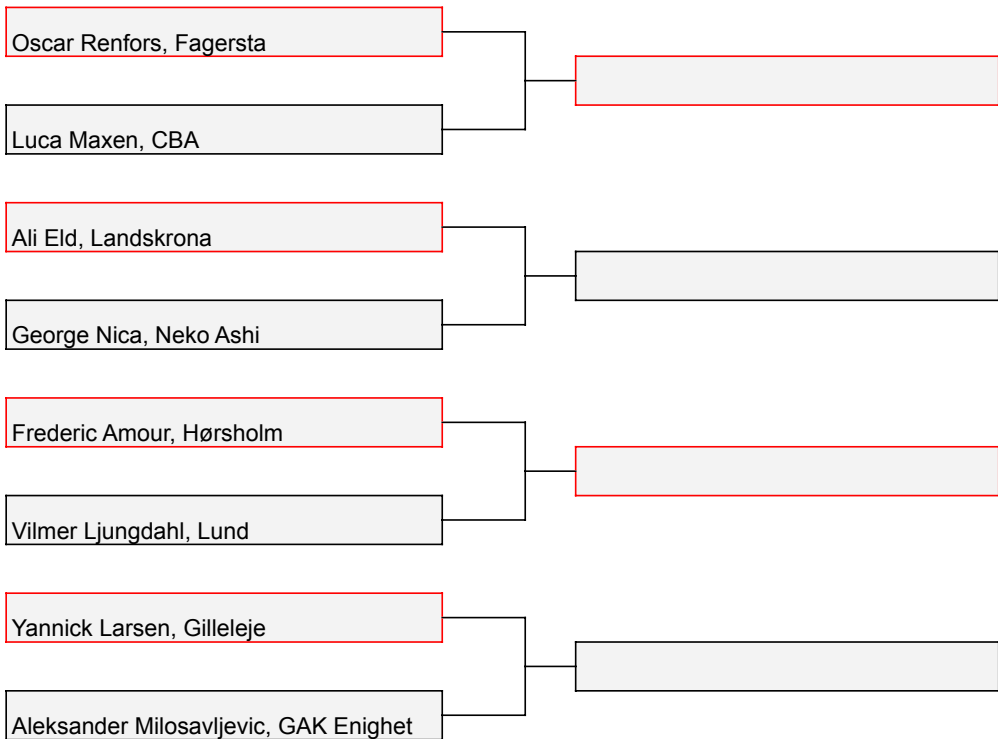 Oscar Renfors, Fagersta
Luca Maxen, CBA
Ali Eld, Landskrona
George Nica, Neko Ashi
Frederic Amour, Hørsholm
Vilmer Ljungdahl, Lund
Yannick Larsen, Gilleleje
Aleksander Milosavljevic, GAK Enighet